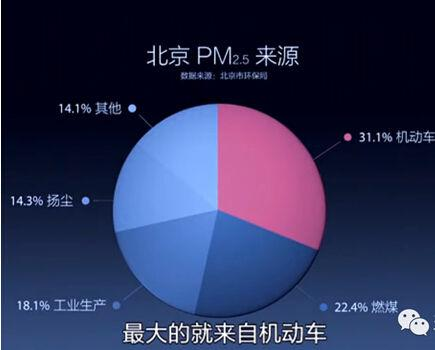 北京 PM2.5 来源
数据来源：北京市环保局
14.1% 其他
31.1% 机动车
14.3% 扬尘
18.1% 工业生产
22.4% 燃煤
最大的就来自机动车